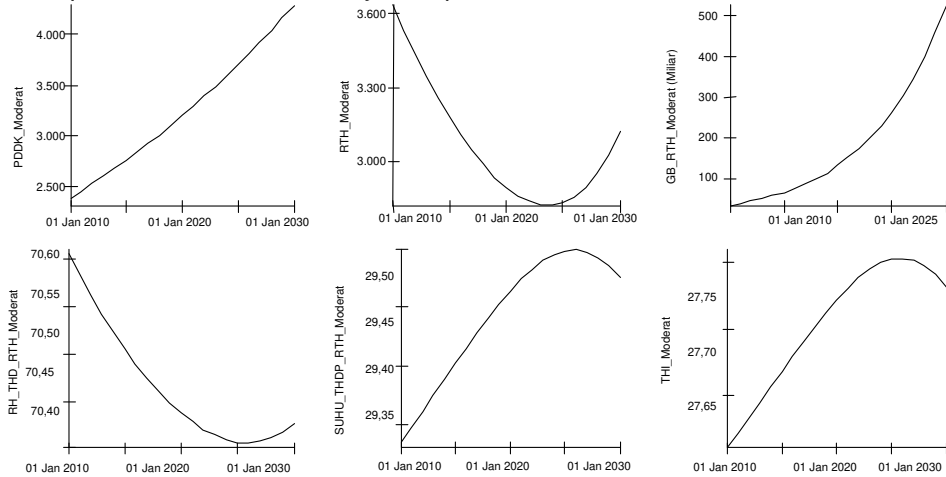 PDDK_Moderat
4.000
3.500
3.000
2.500
01 Jan 2010
01 Jan 2020
01 Jan 2030
RTH_Moderat
3.600
3.300
3.000
01 Jan 2010
01 Jan 2020
01 Jan 2030
GB_RTH_Moderat (Miliar)
500
400
300
200
100
01 Jan 2010
01 Jan 2025
RH_THD_RTH_Moderat
70,60
70,55
70,50
70,45
70,40
01 Jan 2010
01 Jan 2020
01 Jan 2030
SUHU_THDP_RTH_Moderat
29,50
29,45
29,40
29,35
01 Jan 2010
01 Jan 2020
01 Jan 2030
THI_Moderat
27,75
27,70
27,65
01 Jan 2010
01 Jan 2020
01 Jan 2030